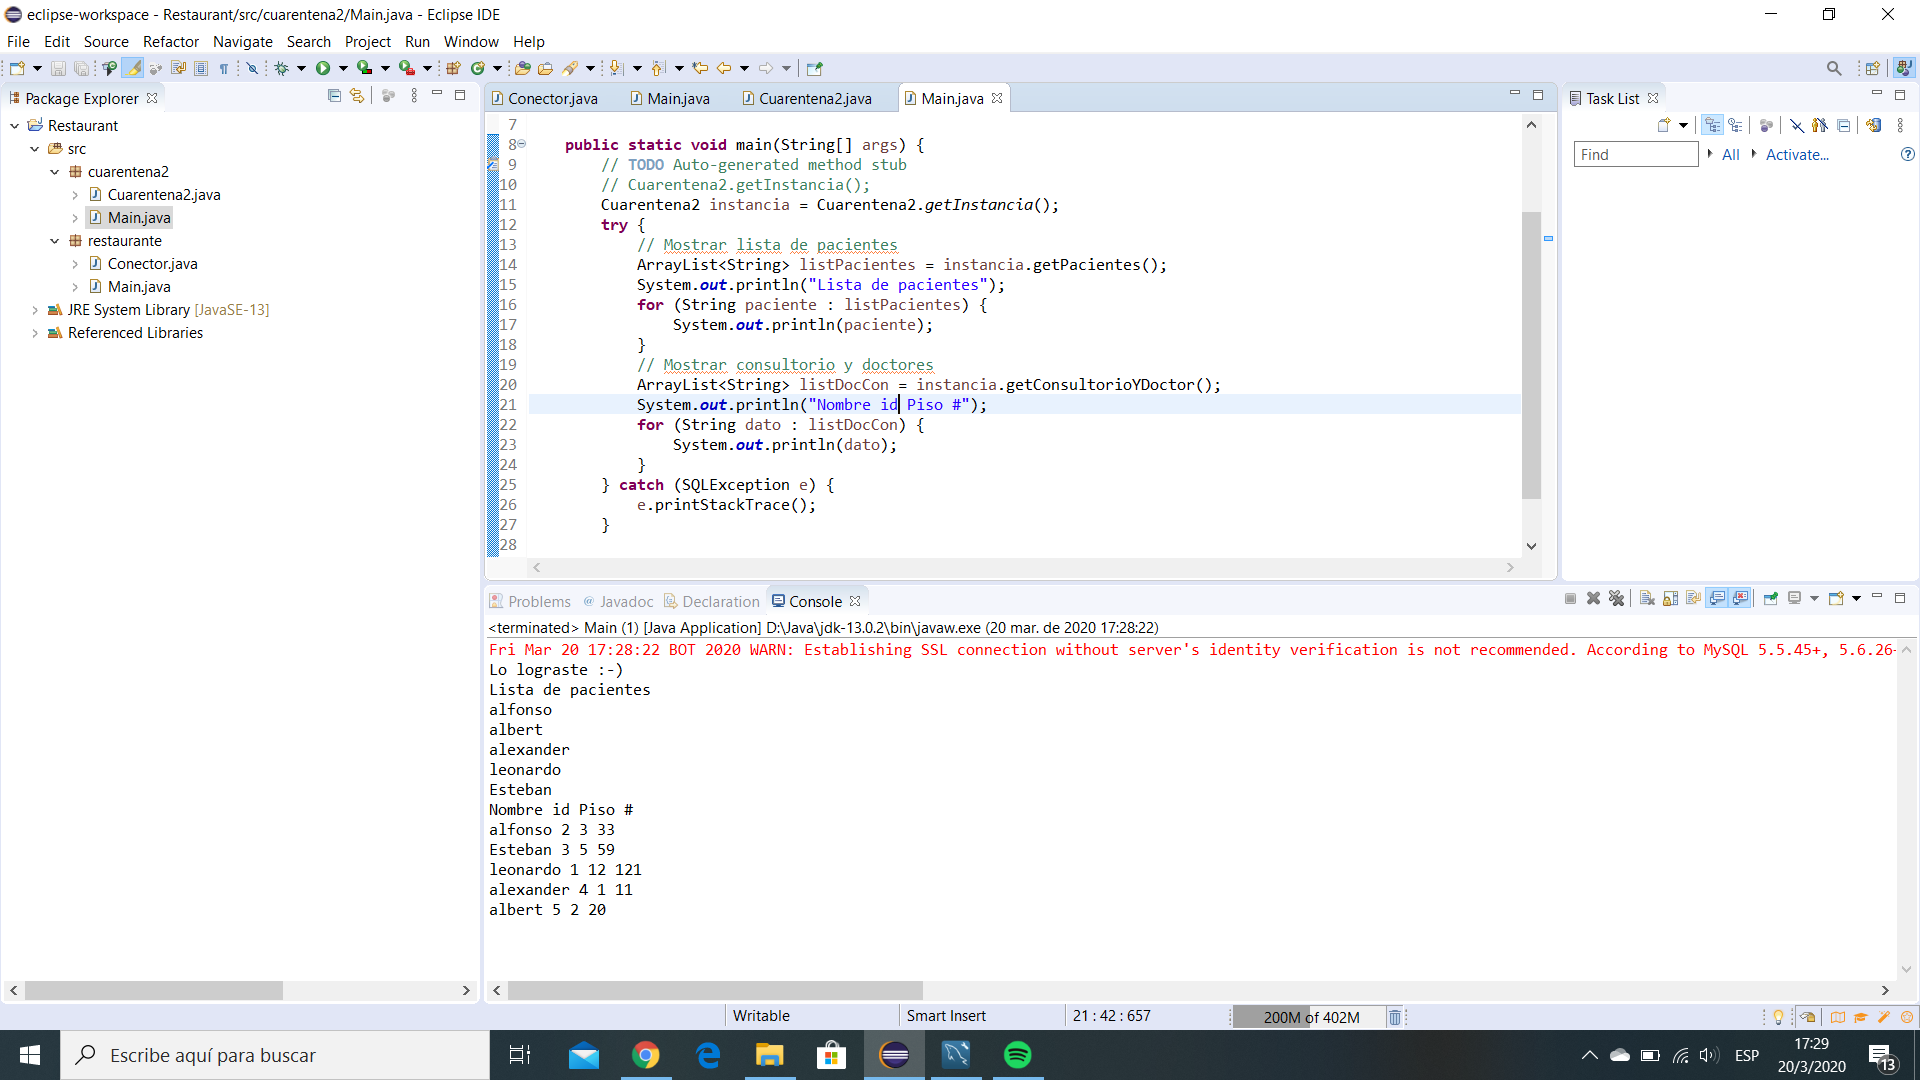 eclipse-workspace - Restaurant/src/cuarentena2/Main.java - Eclipse IDE
File Edit Source Refactor Navigate Search Project Run Window Help
Package Explorer
Restaurant
src
cuarentena2
Cuarentena2.java
Main.java
restaurante
Conector.java
Main.java
JRE System Library [JavaSE-13]
Referenced Libraries
Conector.java Main.java Cuarentena2.java Main.java
7
8 public static void main(String[] args) {
9 // TODO Auto-generated method stub
10 // Cuarentena2.getInstancia();
11 Cuarentena2 instancia = Cuarentena2.getInstancia();
12 try {
13 // Mostrar lista de pacientes
14 ArrayList<String> listPacientes = instancia.getPacientes();
15 System.out.println("Lista de pacientes");
16 for (String paciente : listPacientes) {
17 System.out.println(paciente);
18 }
19 // Mostrar consultorio y doctores
20 ArrayList<String> listDocCon = instancia.getConsultorioYDoctor();
21 System.out.println("Nombre id Piso #");
22 for (String dato : listDocCon) {
23 System.out.println(dato);
24 }
25 } catch (SQLException e) {
26 e.printStackTrace();
27 }
28
Task List
Find All Activate...
Problems Javadoc Declaration Console
<terminated> Main (1) [Java Application] D:\Java\jdk-13.0.2\bin\javaw.exe (20 mar. de 2020 17:28:22)
Fri Mar 20 17:28:22 BOT 2020 WARN: Establishing SSL connection without server's identity verification is not recommended. According to MySQL 5.5.45+, 5.6.26
Lo lograste :-)
Lista de pacientes
alfonso
albert
alexander
leonardo
Esteban
Nombre id Piso #
alfonso 2 3 33
Esteban 3 5 59
leonardo 1 12 121
alexander 4 1 11
albert 5 2 20
Writable Smart Insert 21 : 42 : 657 200M of 402M
Escribe aquí para buscar
ESP
17:29
20/3/2020
13